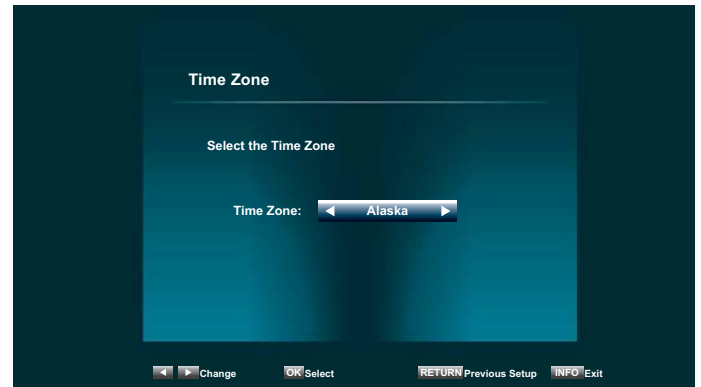 Time Zone
Select the Time Zone
Time Zone: ◀ Alaska ▶
◀ ▶ Change OK Select RETURN Previous Setup INFO Exit